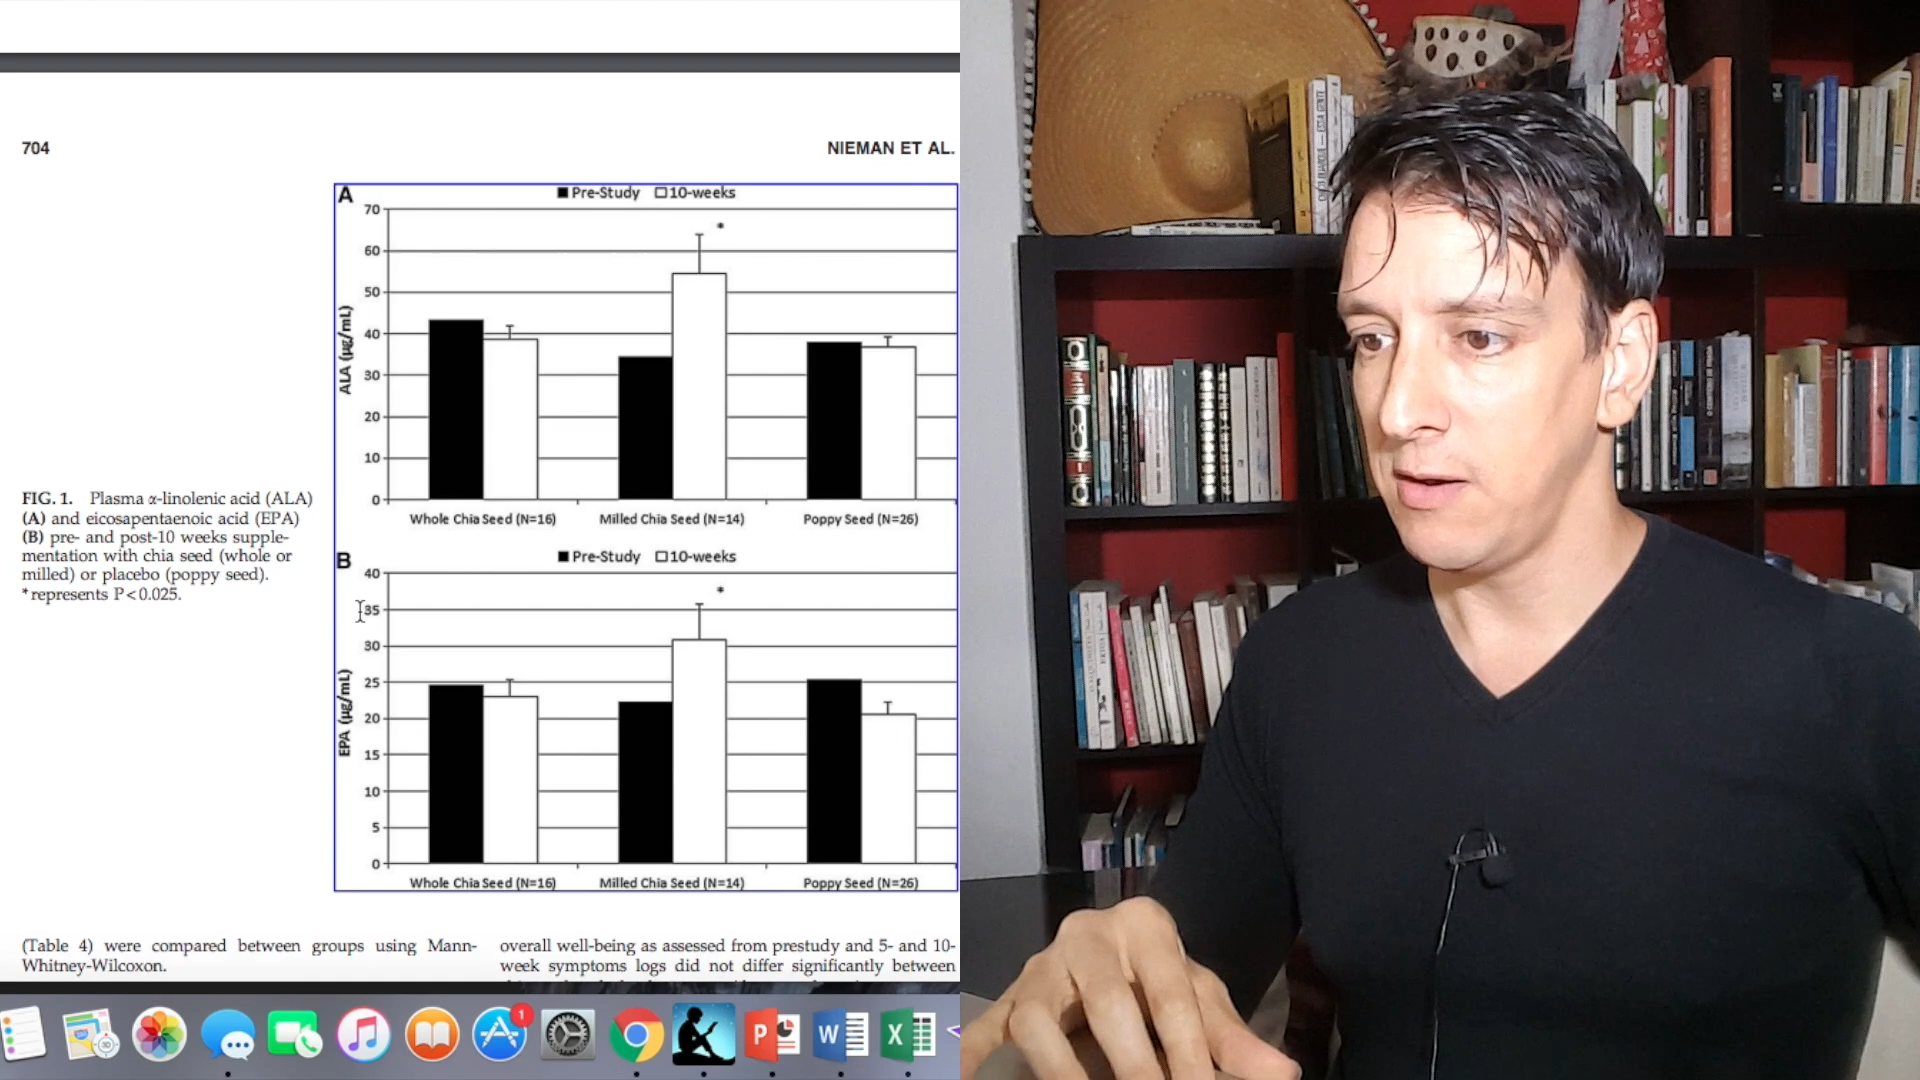 704
NIEMAN ET AL.
A
Pre-Study 10-weeks
70
60
50
40
30
20
10
0
ALA (µg/mL)
Whole Chia Seed (N=16) Milled Chia Seed (N=14) Poppy Seed (N=26)
*
FIG. 1. Plasma α-linolenic acid (ALA)
(A) and eicosapentaenoic acid (EPA)
(B) pre- and post-10 weeks supple-
mentation with chia seed (whole or
milled) or placebo (poppy seed).
*represents P<0.025.
B
Pre-Study 10-weeks
40
35
30
25
20
15
10
5
0
EPA (µg/mL)
*
Whole Chia Seed (N=16) Milled Chia Seed (N=14) Poppy Seed (N=26)
(Table 4) were compared between groups using Mann-
Whitney-Wilcoxon.
overall well-being as assessed from prestudy and 5- and 10-
week symptoms logs did not differ significantly between
1
P
W
X